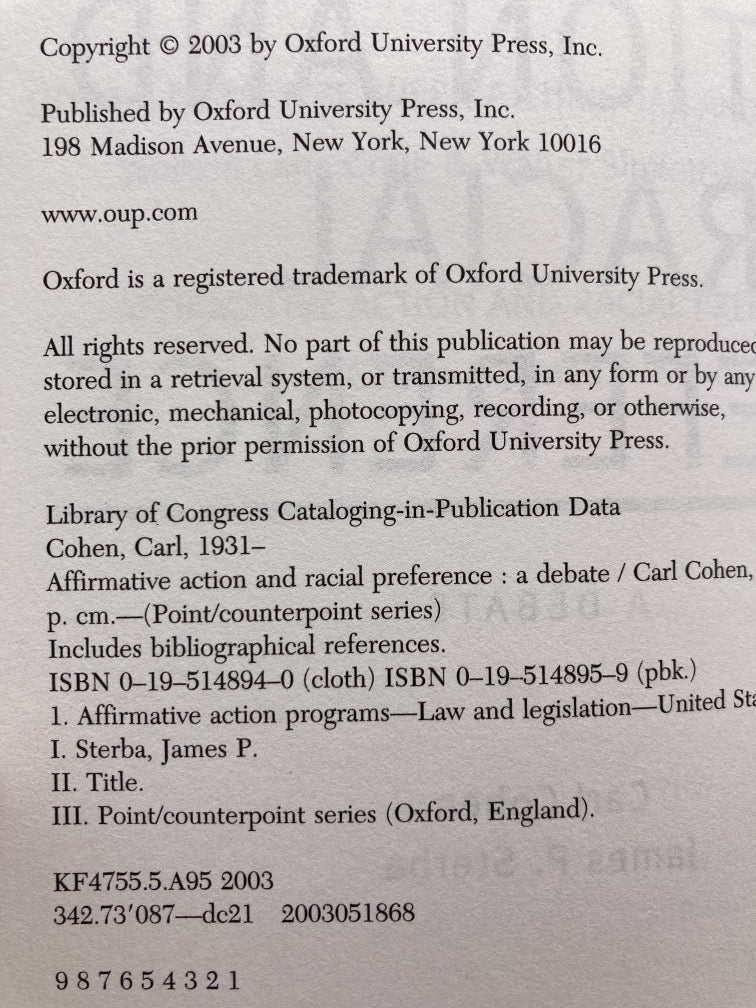 Copyright © 2003 by Oxford University Press, Inc.
Published by Oxford University Press, Inc.
198 Madison Avenue, New York, New York 10016
www.oup.com
Oxford is a registered trademark of Oxford University Press.
All rights reserved. No part of this publication may be reproduced
stored in a retrieval system, or transmitted, in any form or by any
electronic, mechanical, photocopying, recording, or otherwise,
without the prior permission of Oxford University Press.
Library of Congress Cataloging-in-Publication Data
Cohen, Carl, 1931–
Affirmative action and racial preference : a debate / Carl Cohen,
p. cm.—(Point/counterpoint series)
Includes bibliographical references.
ISBN 0–19–514894–0 (cloth) ISBN 0–19–514895–9 (pbk.)
1. Affirmative action programs—Law and legislation—United Sta
I. Sterba, James P.
II. Title.
III. Point/counterpoint series (Oxford, England).
KF4755.5.A95 2003
342.73′087—dc21 2003051868
9 8 7 6 5 4 3 2 1